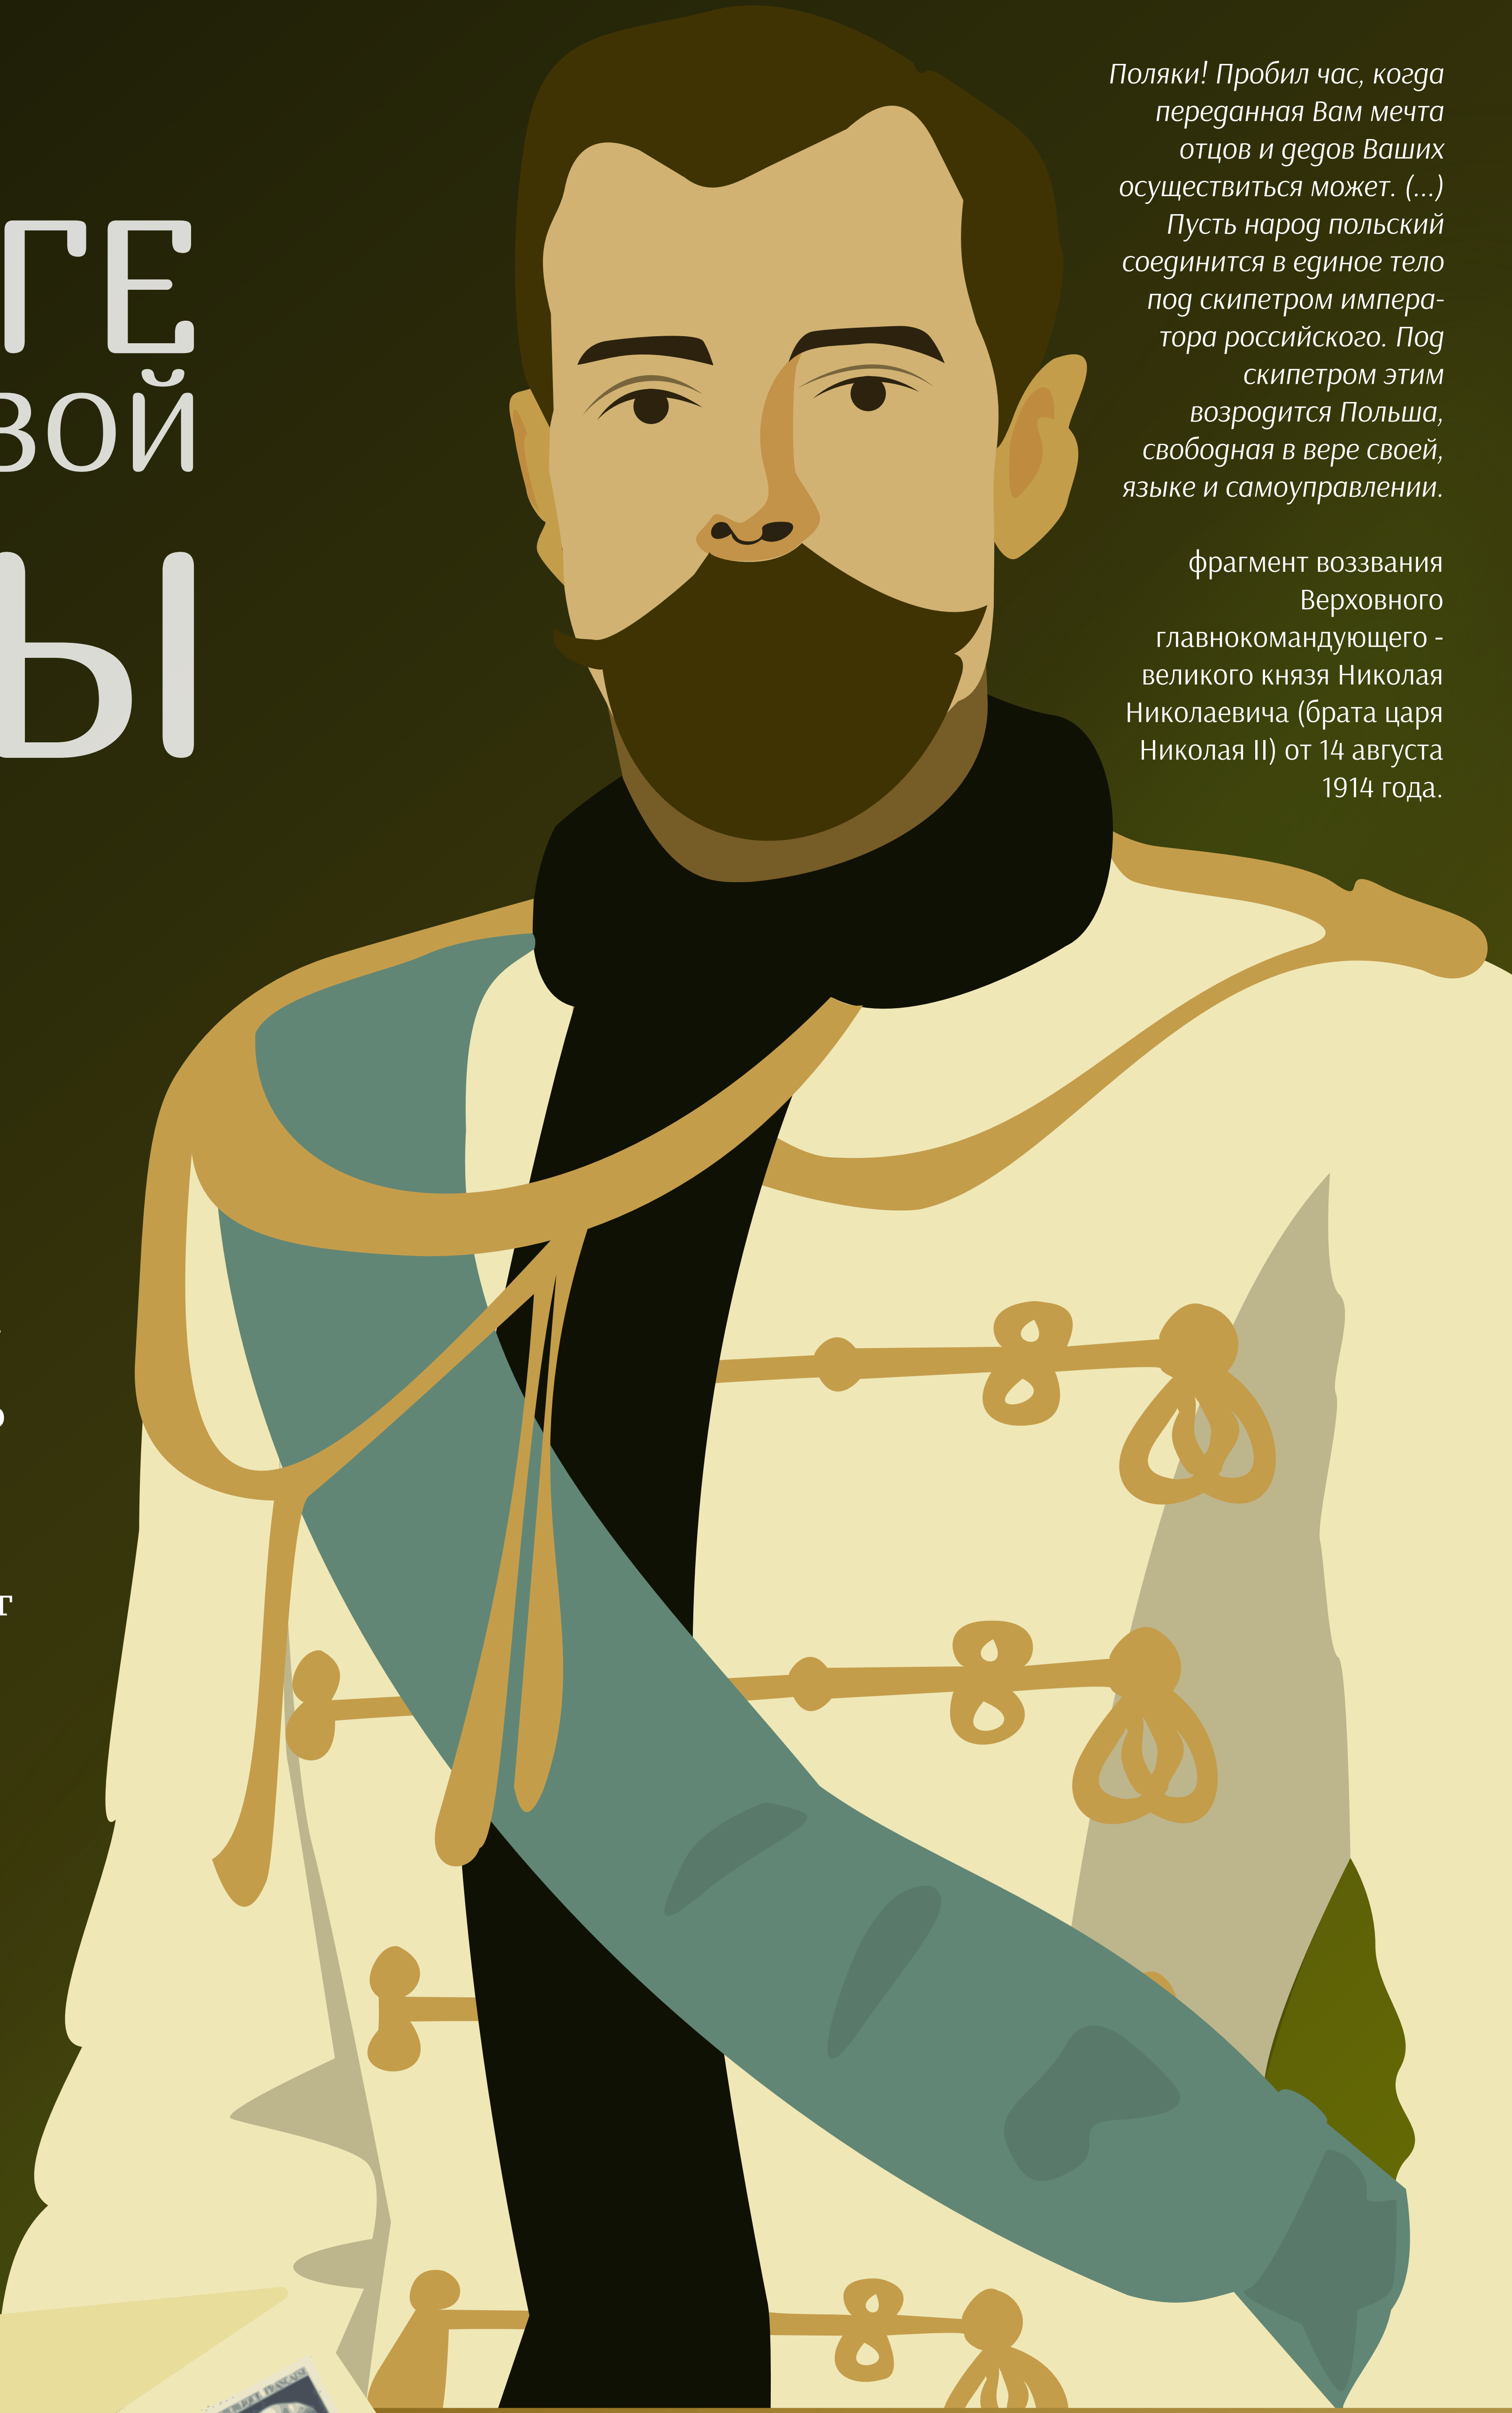 ГЕ
ВОЙ
Ы
Поляки! Пробил час, когда
переданная Вам мечта
отцов и дедов Ваших
осуществиться может. (...)
Пусть народ польский
соединится в единое тело
под скипетром импера-
тора российского. Под
скипетром этим
возродится Польша,
свободная в вере своей,
языке и самоуправлении.
фрагмент воззвания
Верховного
главнокомандующего -
великого князя Николая
Николаевича (брата царя
Николая II) от 14 августа
1914 года.
т
FRANÇAISE